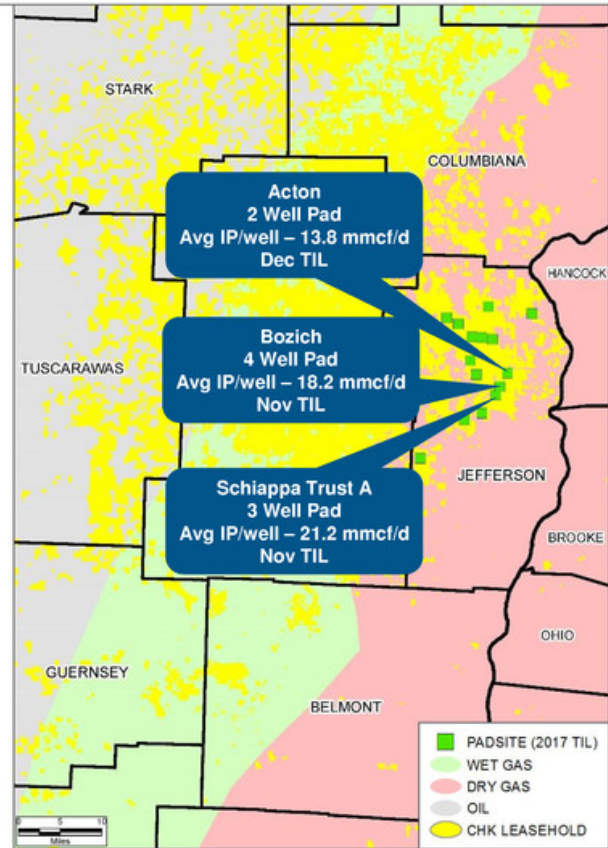 STARK
COLUMBIANA
Acton
2 Well Pad
Avg IP/well – 13.8 mmcf/d
Dec TIL
HANCOCK
Bozich
4 Well Pad
Avg IP/well – 18.2 mmcf/d
Nov TIL
TUSCARAWAS
JEFFERSON
Schiappa Trust A
3 Well Pad
Avg IP/well – 21.2 mmcf/d
Nov TIL
BROOKE
OHIO
GUERNSEY
BELMONT
PADSITE (2017 TIL)
WET GAS
DRY GAS
OIL
CHK LEASEHOLD
0 5 10
Miles